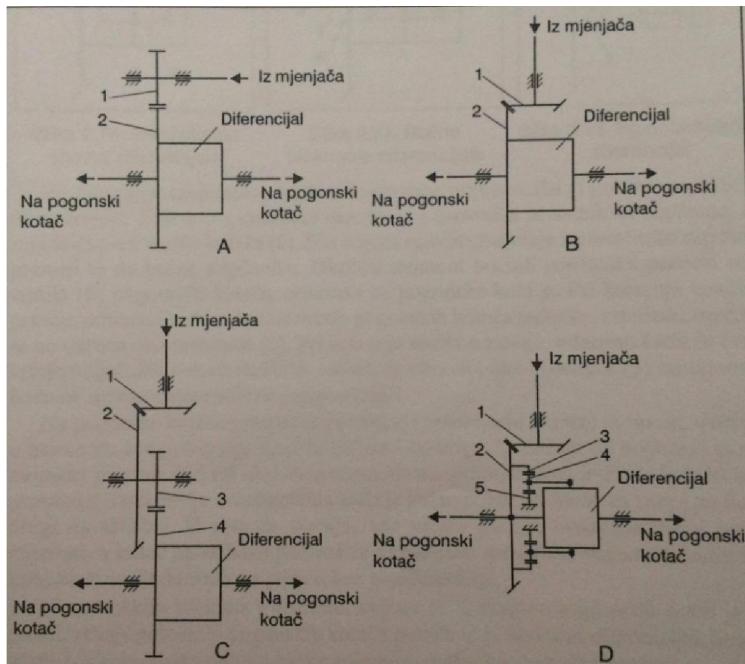 Iz mjenjača
1
2
Diferencijal
Na pogonski
kotač
Na pogonski
kotač
A
Iz mjenjača
1
2
Diferencijal
Na pogonski
kotač
Na pogonski
kotač
B
Iz mjenjača
1
2
3
4
Diferencijal
Na pogonski
kotač
Na pogonski
kotač
C
Iz mjenjača
1
2
3
4
5
Diferencijal
Na pogonski
kotač
Na pogonski
kotač
D